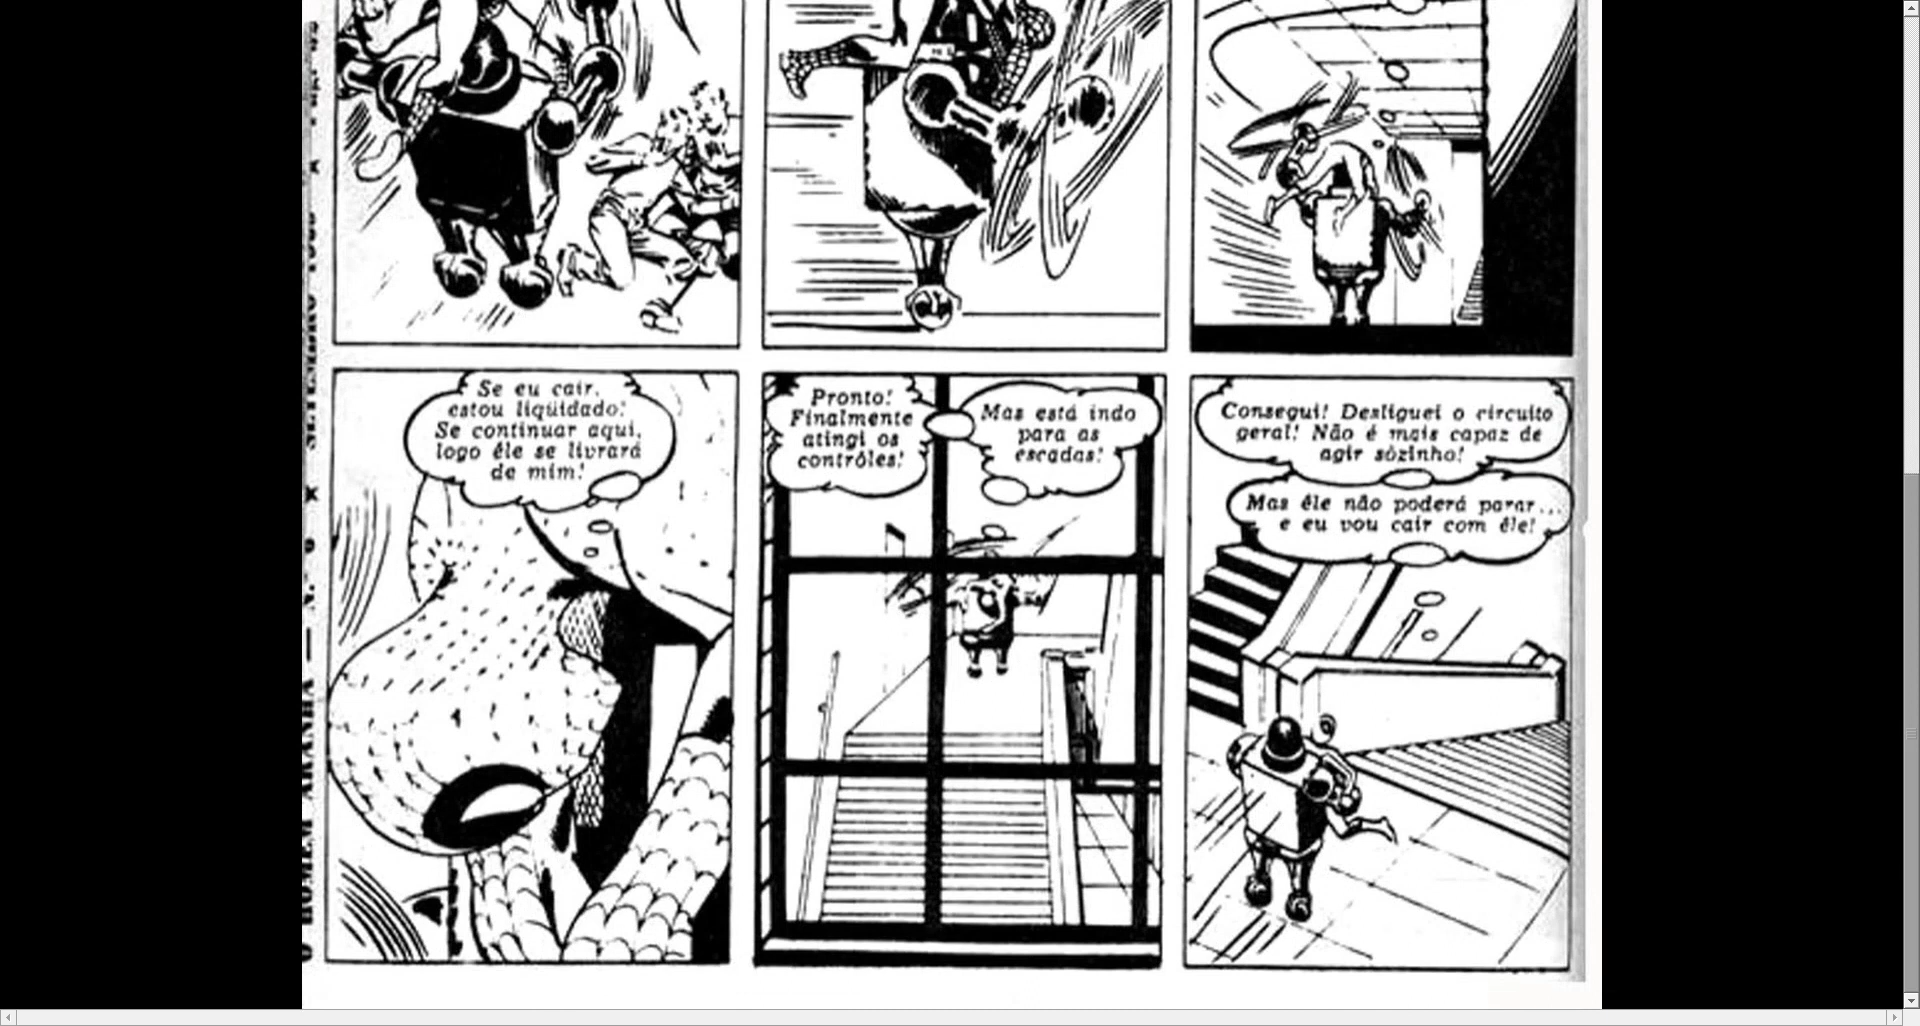 Se eu cair,
estou liqüidado!
Se continuar aqui,
logo êle se livrará
de mim!
Pronto!
Finalmente
atingi os
contrôles!
Mas está indo
para as
escadas!
Consegui! Desliguei o circuito
geral! Não é mais capaz de
agir sòzinho!
Mas êle não poderá parar...
e eu vou cair com êle!
O HOMEM ARANHA — N.